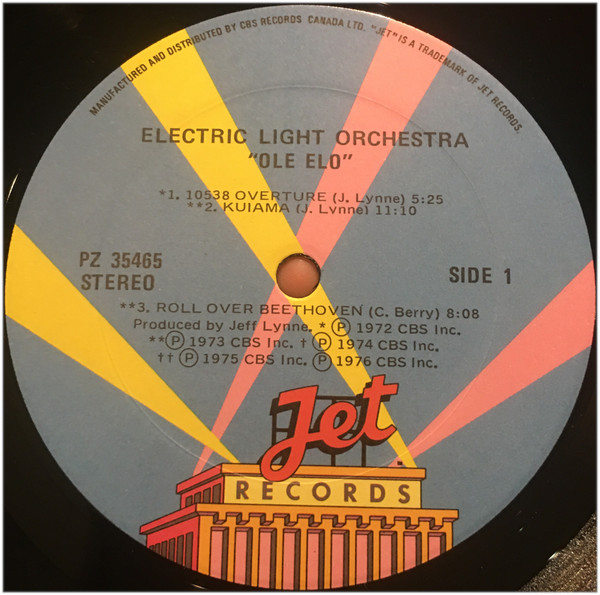 MANUFACTURED AND DISTRIBUTED BY CBS RECORDS CANADA LTD. "JET" IS A TRADEMARK OF JET RECORDS.
ELECTRIC LIGHT ORCHESTRA
"OLE ELO"
*1. 10538 OVERTURE (J. Lynne) 5:25
**2. KUIAMA (J. Lynne) 11:10
PZ 35465
STEREO
SIDE 1
**3. ROLL OVER BEETHOVEN (C. Berry) 8:08
Produced by Jeff Lynne. * Ⓟ 1972 CBS Inc.
**Ⓟ 1973 CBS Inc. † Ⓟ 1974 CBS Inc.
†† Ⓟ 1975 CBS Inc. Ⓟ 1976 CBS Inc.
Jet
RECORDS